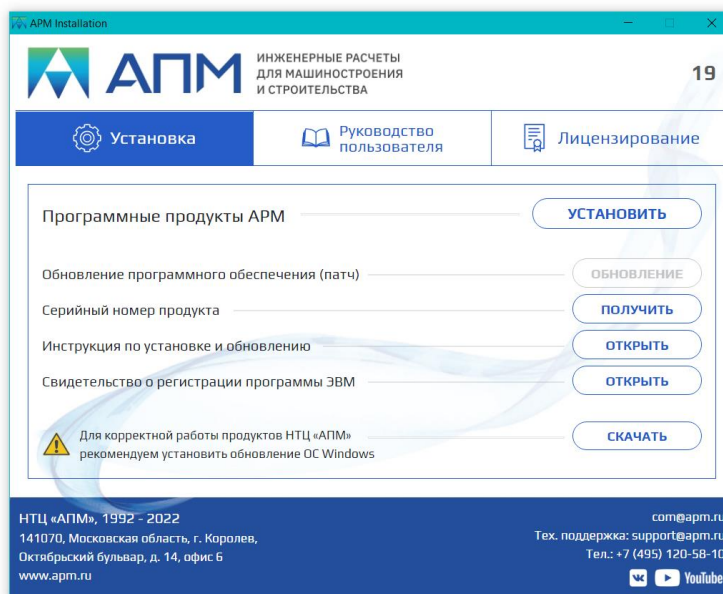 APM Installation
АПМ
ИНЖЕНЕРНЫЕ РАСЧЕТЫ
ДЛЯ МАШИНОСТРОЕНИЯ
И СТРОИТЕЛЬСТВА
19
Установка
Руководство
пользователя
Лицензирование
Программные продукты АРМ
УСТАНОВИТЬ
Обновление программного обеспечения (патч)
ОБНОВЛЕНИЕ
Серийный номер продукта
ПОЛУЧИТЬ
Инструкция по установке и обновлению
ОТКРЫТЬ
Свидетельство о регистрации программы ЭВМ
ОТКРЫТЬ
Для корректной работы продуктов НТЦ «АПМ»
рекомендуем установить обновление ОС Windows
СКАЧАТЬ
НТЦ «АПМ», 1992 - 2022
141070, Московская область, г. Королев,
Октябрьский бульвар, д. 14, офис 6
www.apm.ru
com@apm.ru
Тех. поддержка: support@apm.ru
Тел.: +7 (495) 120-58-10
YouTube